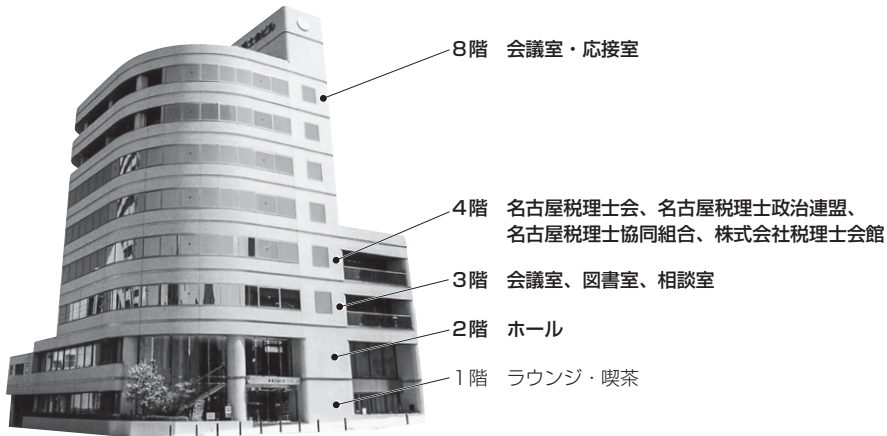 8階 会議室・応接室
4階 名古屋税理士会、名古屋税理士政治連盟、
名古屋税理士協同組合、株式会社税理士会館
3階 会議室、図書室、相談室
2階 ホール
1階 ラウンジ・喫茶